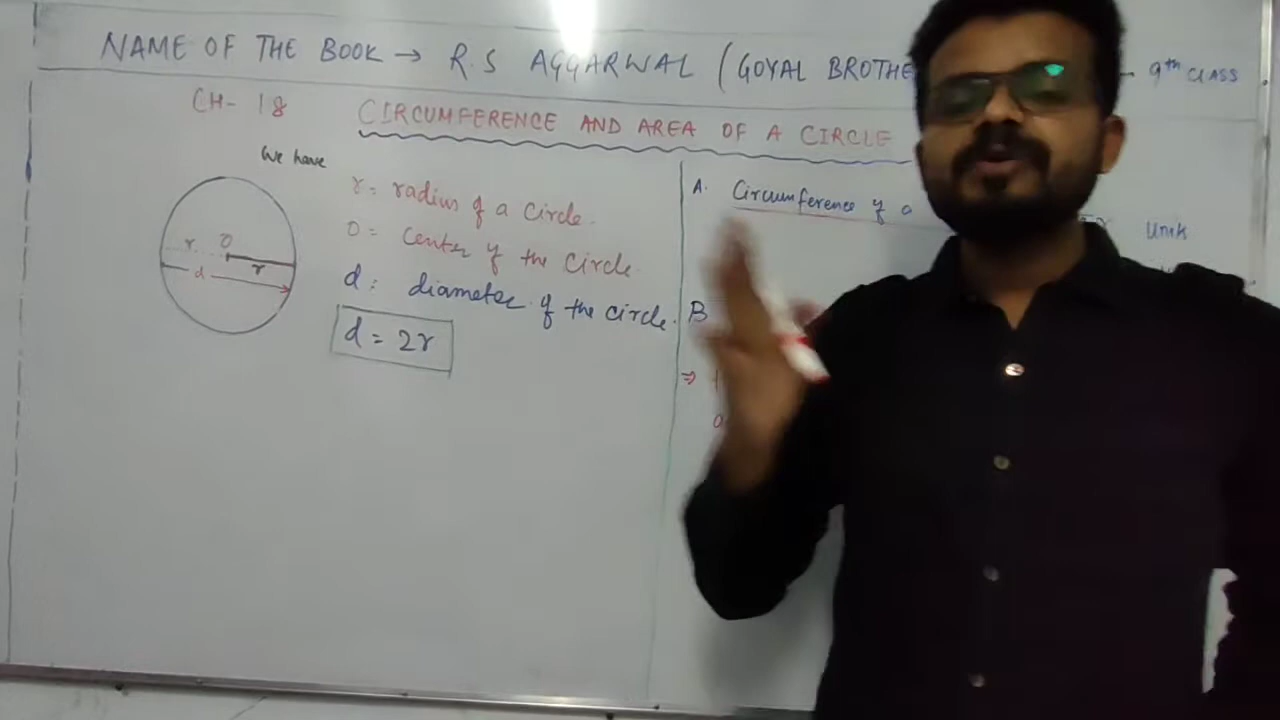 NAME OF THE BOOK → R.S AGGARWAL (GOYAL BROTHE - 9th CLASS
CH- 18 CIRCUMFERENCE AND AREA OF A CIRCLE
We have
r = radius of a Circle.
O = Center of the Circle.
d = diameter of the circle.
d = 2r
r O
r
d
A. Circumference of a Units
B
⇒